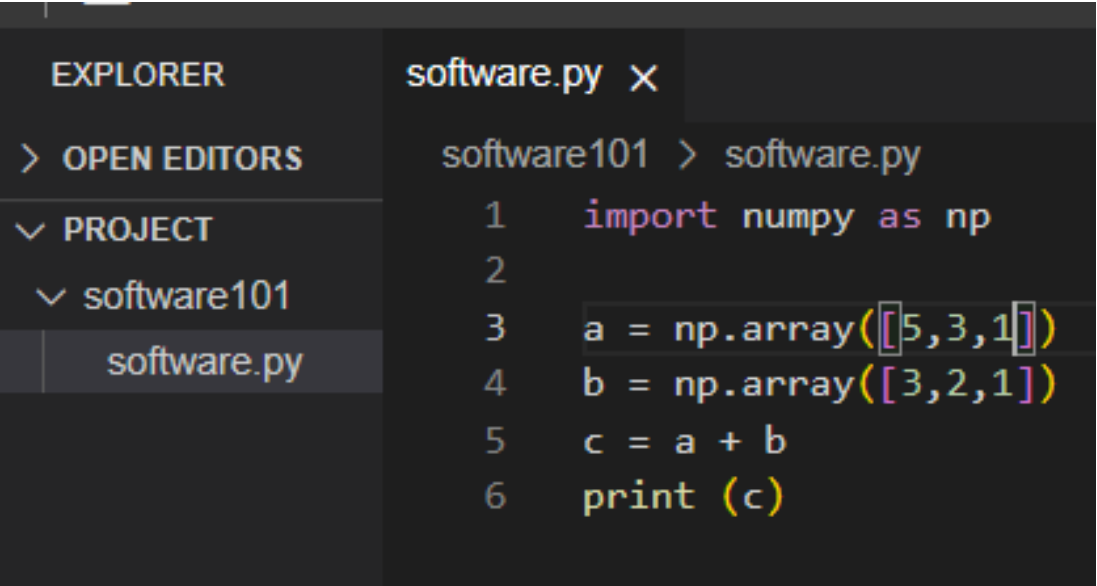 EXPLORER
OPEN EDITORS
PROJECT
software101
software.py
software.py ×
software101 > software.py
1 import numpy as np
2
3 a = np.array([5,3,1])
4 b = np.array([3,2,1])
5 c = a + b
6 print (c)